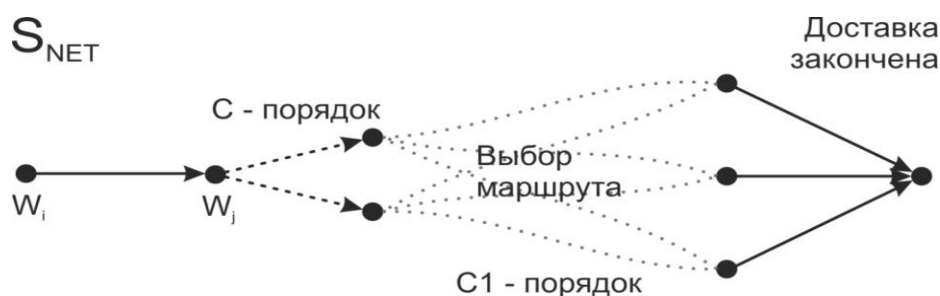 S_NET
Доставка
закончена
С - порядок
Выбор
маршрута
W_i
W_j
С1 - порядок